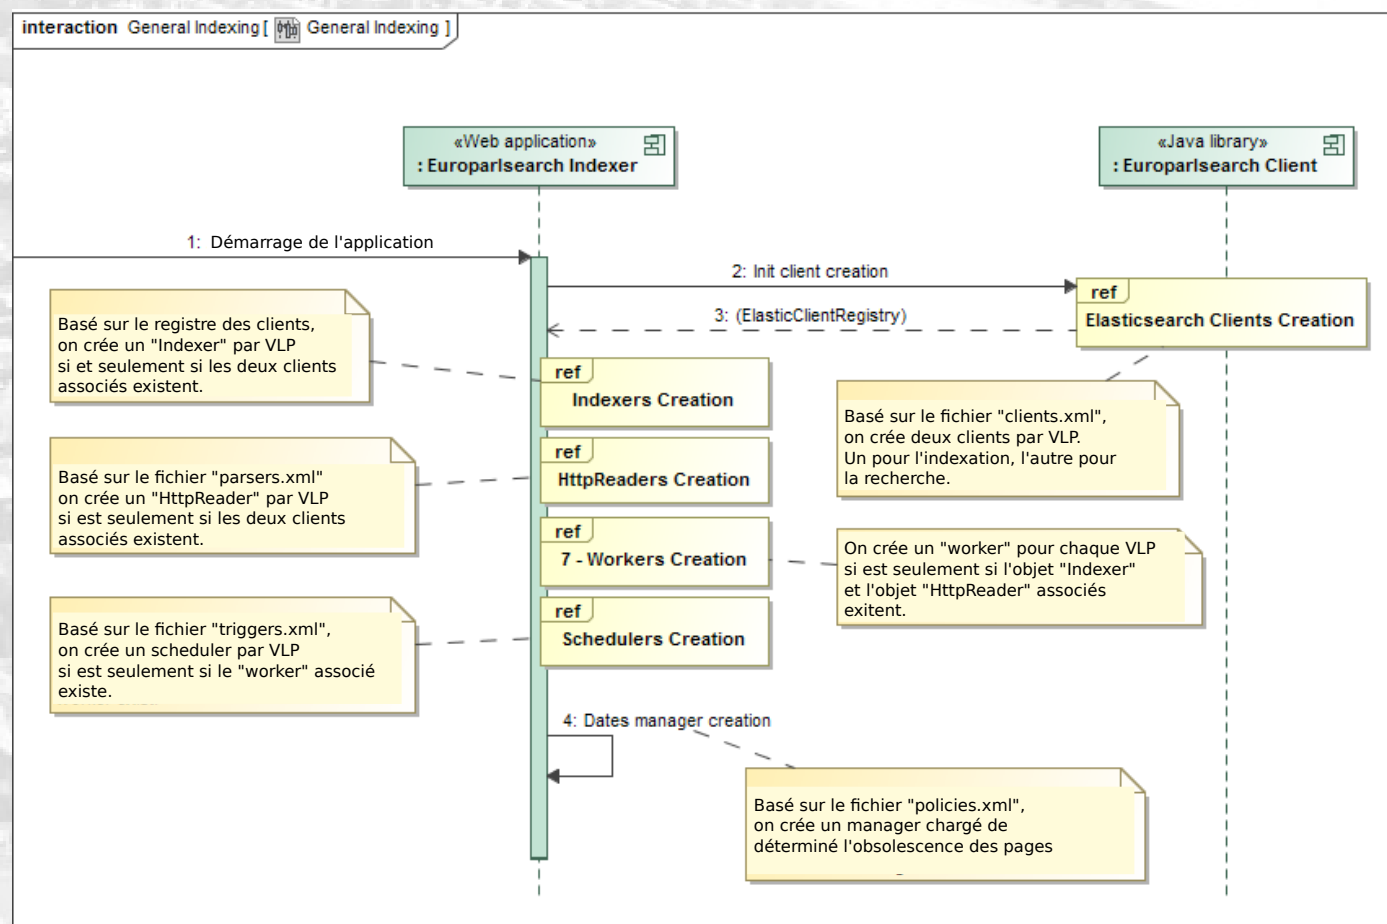 interaction General Indexing [ General Indexing ]
«Web application»
: Europarlsearch Indexer
«Java library»
: Europarlsearch Client
1: Démarrage de l'application
2: Init client creation
ref
Elasticsearch Clients Creation
3: (ElasticClientRegistry)
Basé sur le registre des clients,
on crée un "Indexer" par VLP
si et seulement si les deux clients
associés existent.
ref
Indexers Creation
Basé sur le fichier "clients.xml",
on crée deux clients par VLP.
Un pour l'indexation, l'autre pour
la recherche.
Basé sur le fichier "parsers.xml"
on crée un "HttpReader" par VLP
si est seulement si les deux clients
associés existent.
ref
HttpReaders Creation
ref
7 - Workers Creation
On crée un "worker" pour chaque VLP
si est seulement si l'objet "Indexer"
et l'objet "HttpReader" associés
exitent.
Basé sur le fichier "triggers.xml",
on crée un scheduler par VLP
si est seulement si le "worker" associé
existe.
ref
Schedulers Creation
4: Dates manager creation
Basé sur le fichier "policies.xml",
on crée un manager chargé de
déterminé l'obsolescence des pages